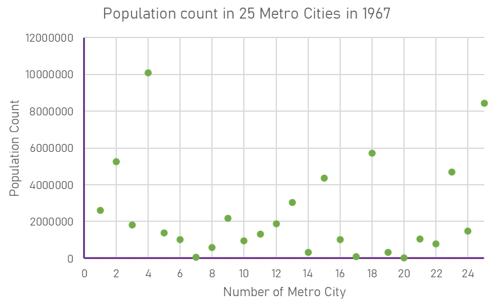 Population count in 25 Metro Cities in 1967
12000000
10000000
8000000
6000000
4000000
2000000
0
Population Count
0 2 4 6 8 10 12 14 16 18 20 22 24
Number of Metro City